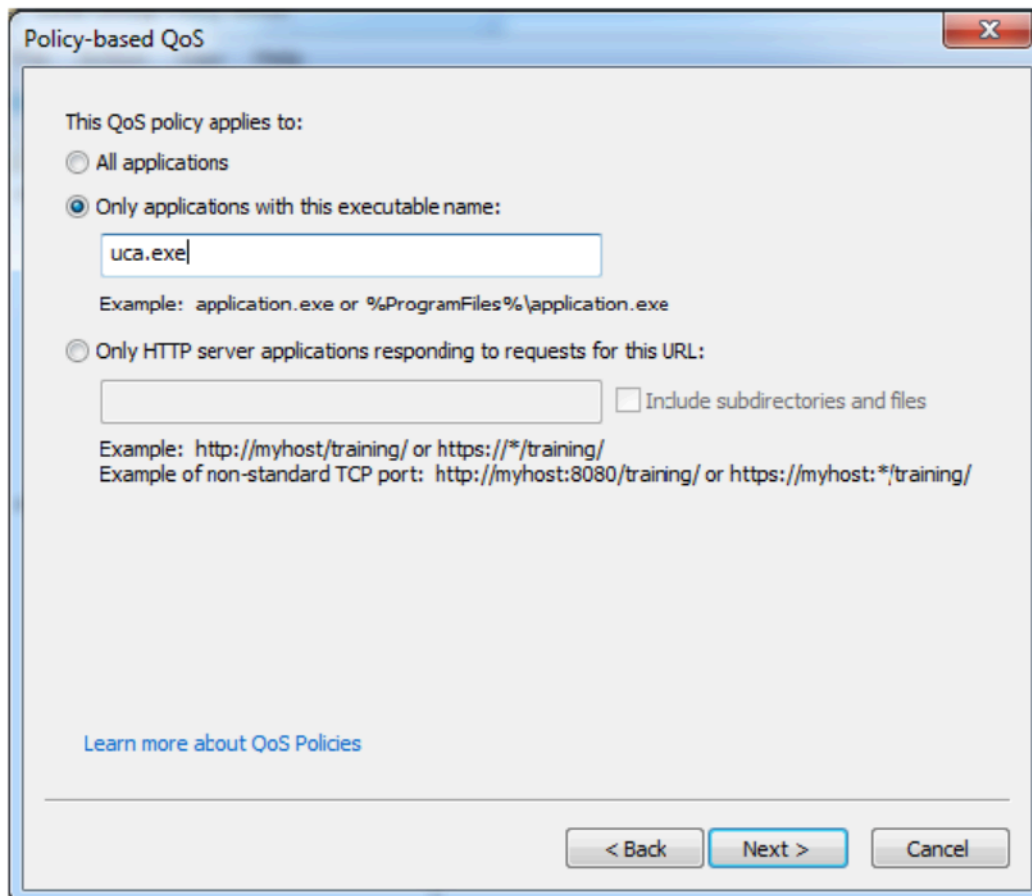 Policy-based QoS
This QoS policy applies to:
All applications
Only applications with this executable name:
uca.exe
Example: application.exe or %ProgramFiles%\application.exe
Only HTTP server applications responding to requests for this URL:
Include subdirectories and files
Example: http://myhost/training/ or https://*/training/
Example of non-standard TCP port: http://myhost:8080/training/ or https://myhost:*/training/
Learn more about QoS Policies
< Back Next > Cancel